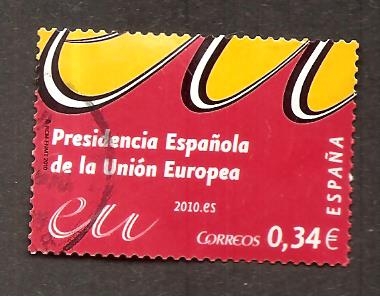 Presidencia Española
de la Unión Europea
eu
2010.es
CORREOS 0,34€
ESPAÑA